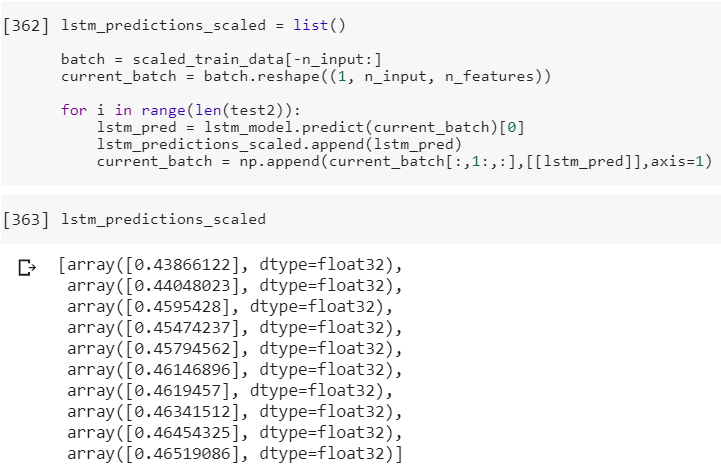 [362] lstm_predictions_scaled = list()
batch = scaled_train_data[-n_input:]
current_batch = batch.reshape((1, n_input, n_features))
for i in range(len(test2)):
lstm_pred = lstm_model.predict(current_batch)[0]
lstm_predictions_scaled.append(lstm_pred)
current_batch = np.append(current_batch[:,1:,:],[[lstm_pred]],axis=1)
[363] lstm_predictions_scaled
[array([0.43866122], dtype=float32),
array([0.44048023], dtype=float32),
array([0.4595428], dtype=float32),
array([0.45474237], dtype=float32),
array([0.45794562], dtype=float32),
array([0.46146896], dtype=float32),
array([0.4619457], dtype=float32),
array([0.46341512], dtype=float32),
array([0.46454325], dtype=float32),
array([0.46519086], dtype=float32)]